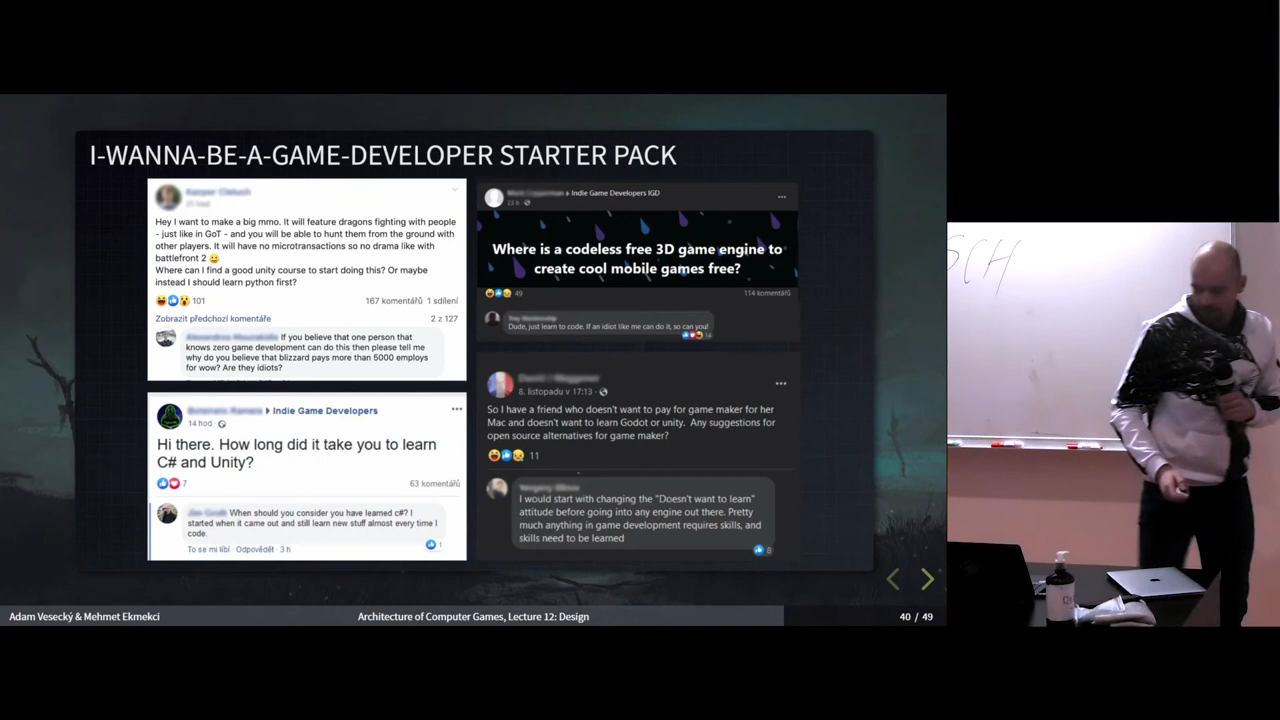 I-WANNA-BE-A-GAME-DEVELOPER STARTER PACK
Hey I want to make a big mmo. It will feature dragons fighting with people
- just like in GoT - and you will be able to hunt them from the ground with
other players. It will have no microtransactions so no drama like with
battlefront 2
Where can I find a good unity course to start doing this? Or maybe
instead I should learn python first?
101
167 komentářů 1 sdílení
Zobrazit předchozí komentáře
2 z 127
If you believe that one person that
knows zero game development can do this then please tell me
why do you believe that blizzard pays more than 5000 employs
for wow? Are they idiots?
Indie Game Developers
14 hod
Hi there. How long did it take you to learn
C# and Unity?
7
63 komentářů
When should you consider you have learned c#? I
started when it came out and still learn new stuff almost every time I
code.
1
To se mi líbí · Odpovědět · 3 h
Indie Game Developers IGD
Where is a codeless free 3D game engine to
create cool mobile games free?
49
114 komentářů
Dude, just learn to code. If an idiot like me can do it, so can you!
8. listopadu v 17:13
So I have a friend who doesn't want to pay for game maker for her
Mac and doesn't want to learn Godot or unity. Any suggestions for
open source alternatives for game maker?
11
I would start with changing the "Doesn't want to learn"
attitude before going into any engine out there. Pretty
much anything in game development requires skills, and
skills need to be learned
8
Adam Vesecký & Mehmet Ekmekci
Architecture of Computer Games, Lecture 12: Design
40 / 49
SCH